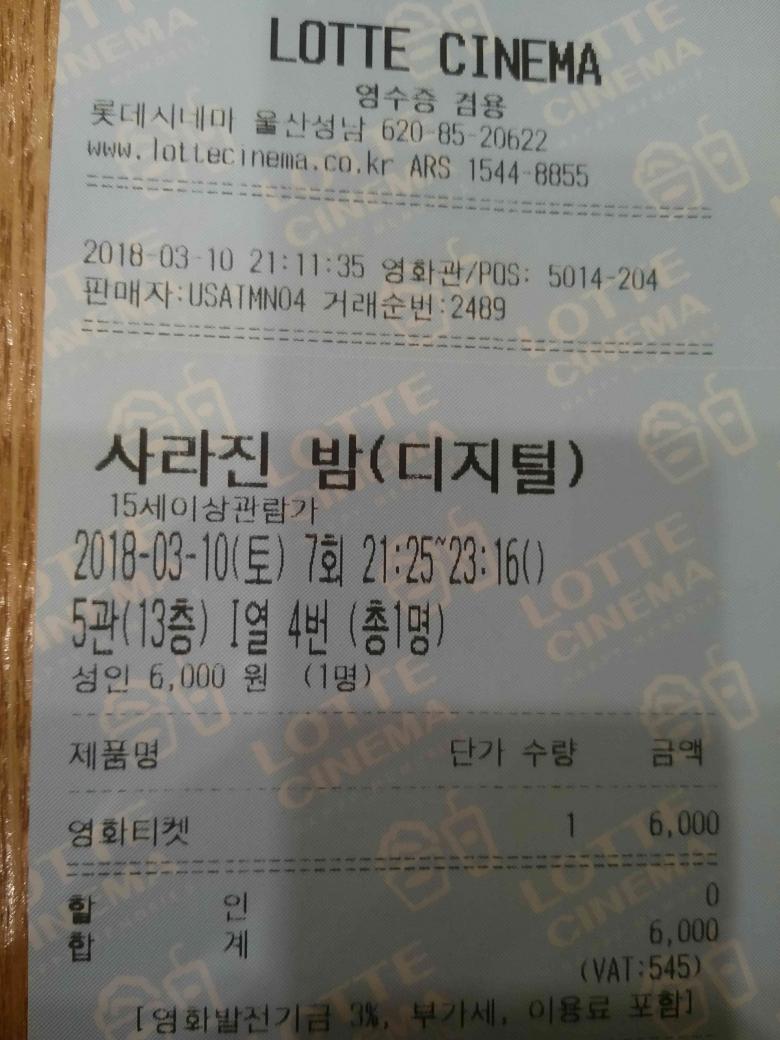 LOTTE CINEMA
영수증 겸용
롯데시네마 울산성남 620-85-20622
www.lottecinema.co.kr ARS 1544-8855
2018-03-10 21:11:35 영화관/POS: 5014-204
판매자:USATMN04 거래순번:2489
사라진 밤(디지털)
15세이상관람가
2018-03-10(토) 7회 21:25~23:16()
5관(13층) I열 4번 (총1명)
성인 6,000 원 (1명)
제품명 단가 수량 금액
영화티켓 1 6,000
할 인 0
합 계 6,000
(VAT:545)
[영화발전기금 3%, 부가세, 이용료 포함]